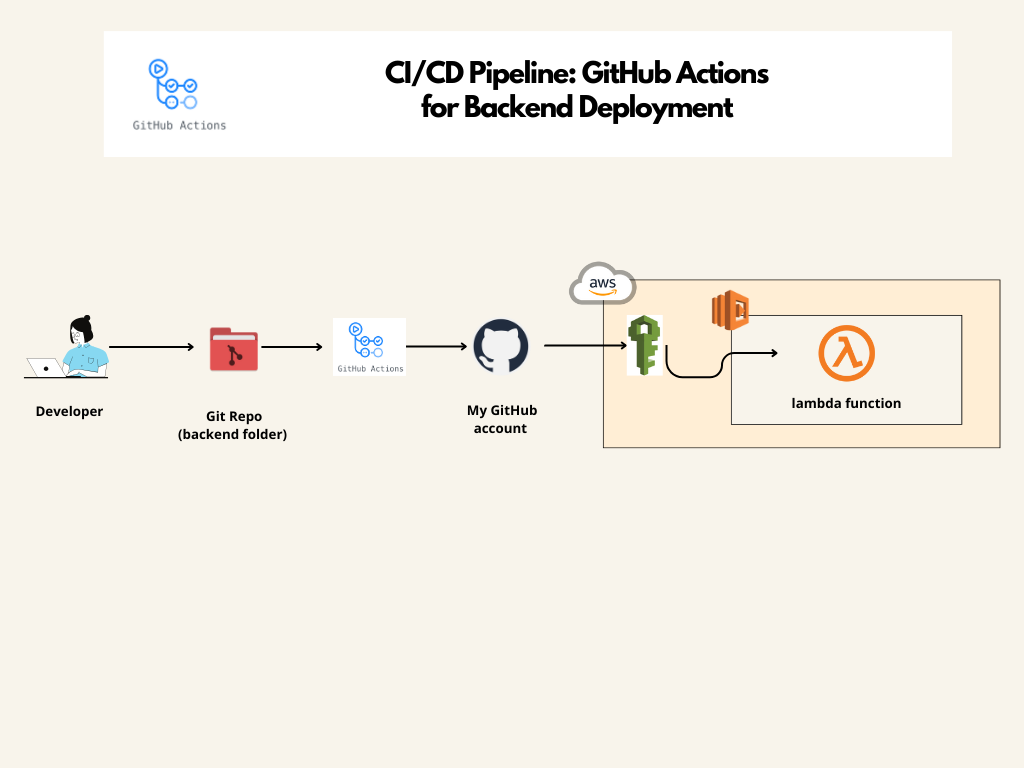 CI/CD Pipeline: GitHub Actions
for Backend Deployment
GitHub Actions
aws
GitHub Actions
lambda function
Developer
Git Repo
(backend folder)
My GitHub
account